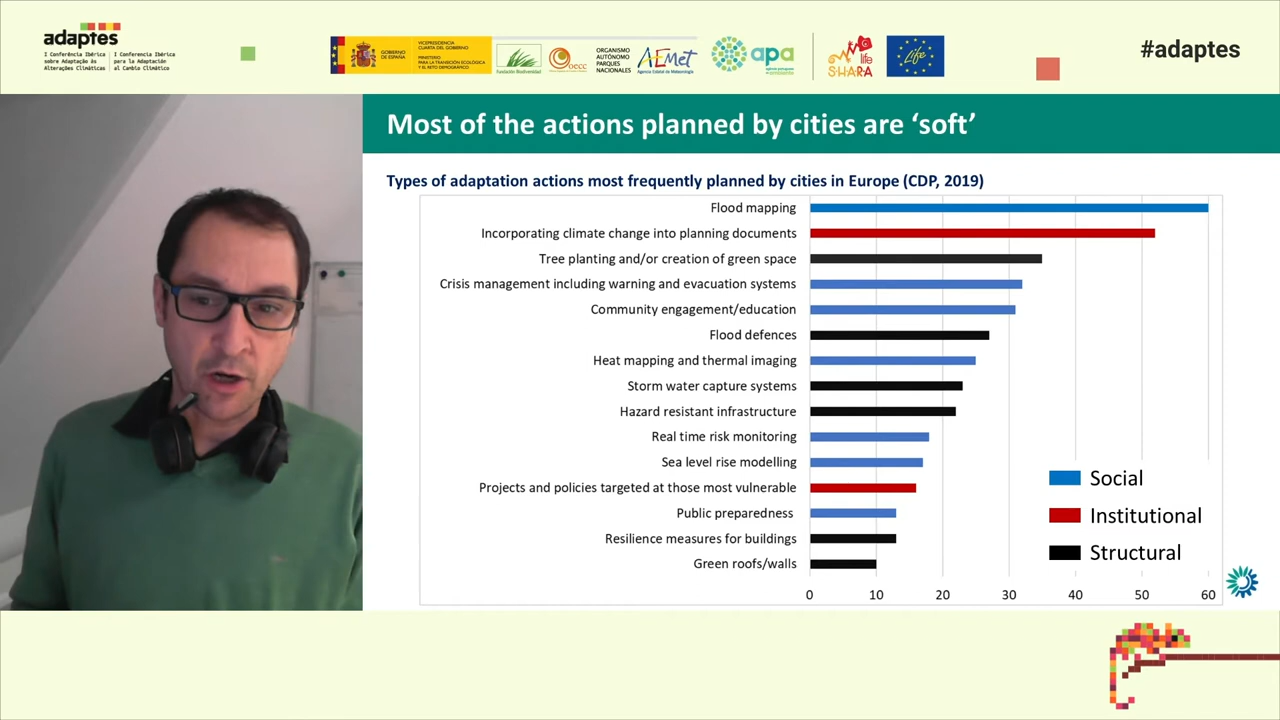 adaptes
I Conferência Ibérica
sobre Adaptação às
Alterações Climáticas
I Conferencia Ibérica
para la Adaptación
al Cambio Climático
GOBIERNO
DE ESPAÑA
VICEPRESIDENCIA
CUARTA DEL GOBIERNO
MINISTERIO
PARA LA TRANSICIÓN ECOLÓGICA
Y EL RETO DEMOGRÁFICO
Fundación Biodiversidad
oecc
ORGANISMO
AUTÓNOMO
PARQUES
NACIONALES
AEMet
Agencia Estatal de Meteorología
apa
life
SHARA
Life
#adaptes
Most of the actions planned by cities are ‘soft’
Types of adaptation actions most frequently planned by cities in Europe (CDP, 2019)
Flood mapping
Incorporating climate change into planning documents
Tree planting and/or creation of green space
Crisis management including warning and evacuation systems
Community engagement/education
Flood defences
Heat mapping and thermal imaging
Storm water capture systems
Hazard resistant infrastructure
Real time risk monitoring
Sea level rise modelling
Projects and policies targeted at those most vulnerable
Public preparedness
Resilience measures for buildings
Green roofs/walls
Social
Institutional
Structural
0 10 20 30 40 50 60